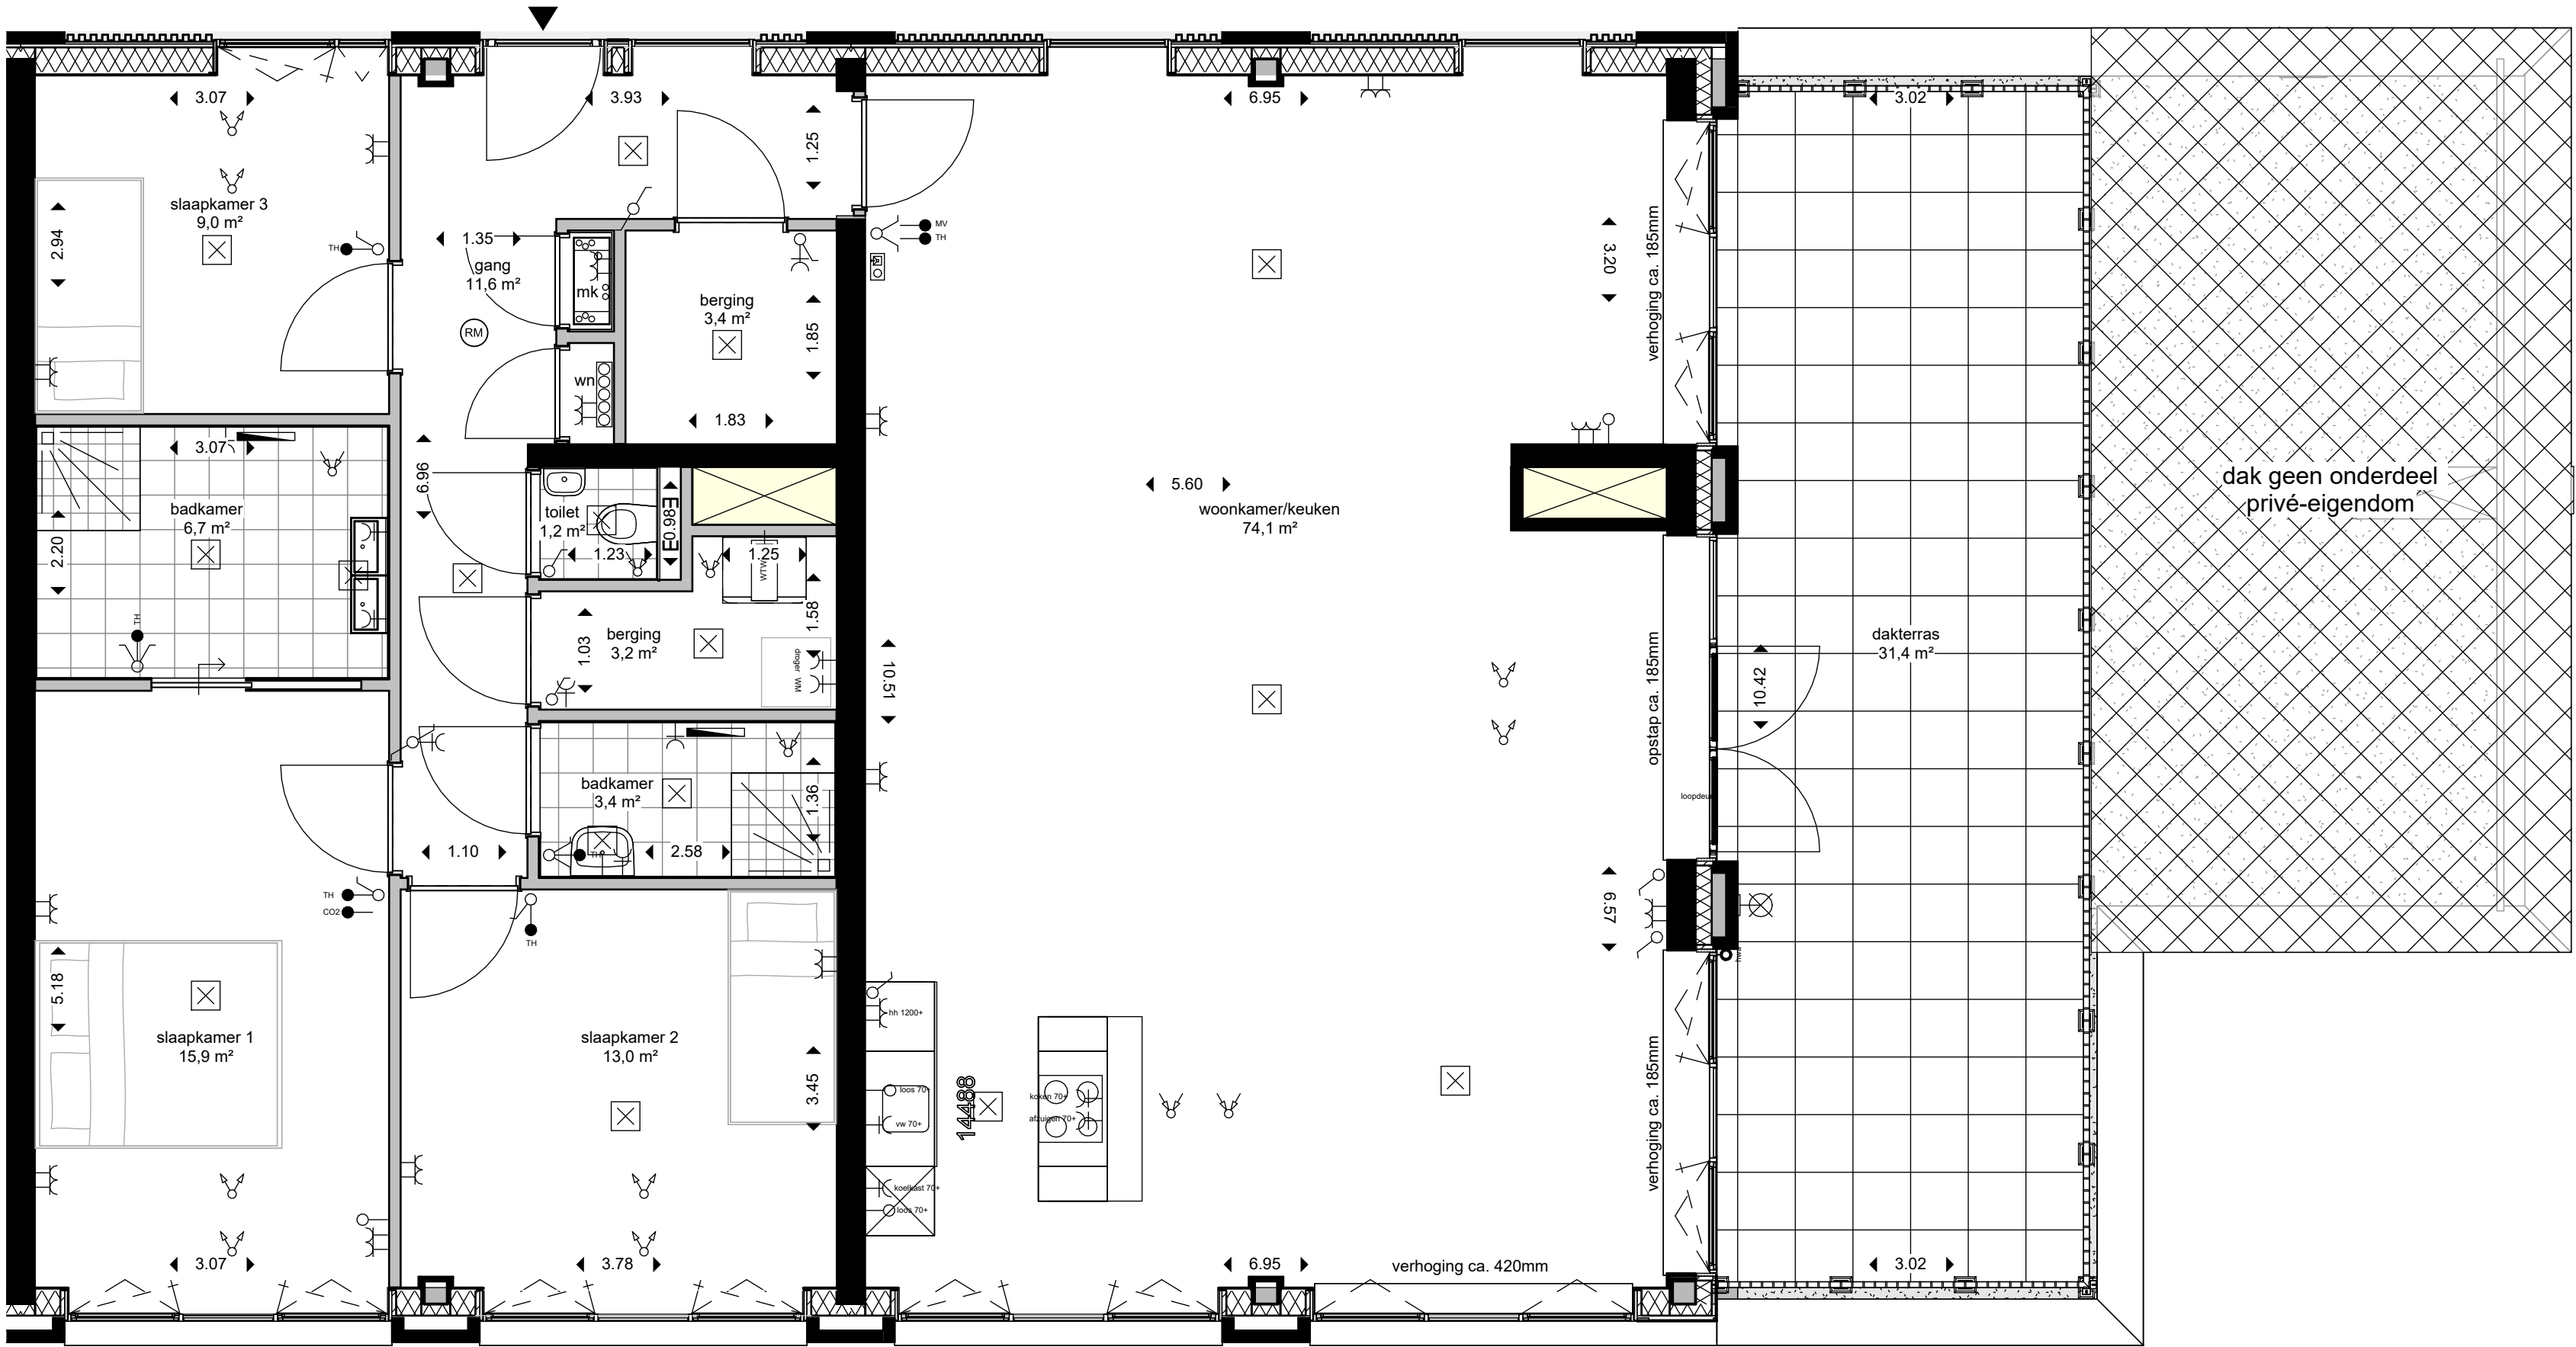 3.07
3.93
6.95
3.02
1.25
slaapkamer 3
9,0 m²
2.94
TH
1.35
gang
11,6 m²
mk
RM
wn
berging
3,4 m²
1.85
1.83
MV
TH
3.20
verhoging ca. 185mm
3.07
badkamer
6,7 m²
2.20
TH
6.96
toilet
1,2 m²
1.23
0.98
1.25
WTW
1.58
5.60
woonkamer/keuken
74,1 m²
dak geen onderdeel
privé-eigendom
berging
3,2 m²
1.03
droger
WM
10.51
opstap ca. 185mm
loopdeur
10.42
dakterras
31,4 m²
badkamer
3,4 m²
1.36
TH
2.58
1.10
TH
CO2
TH
6.57
hwa
5.18
slaapkamer 1
15,9 m²
slaapkamer 2
13,0 m²
3.45
hh 1200+
loos 70+
vw 70+
koelkast 70+
loos 70+
14488
koken 70+
afzuigen 70+
verhoging ca. 185mm
3.07
3.78
6.95
verhoging ca. 420mm
3.02